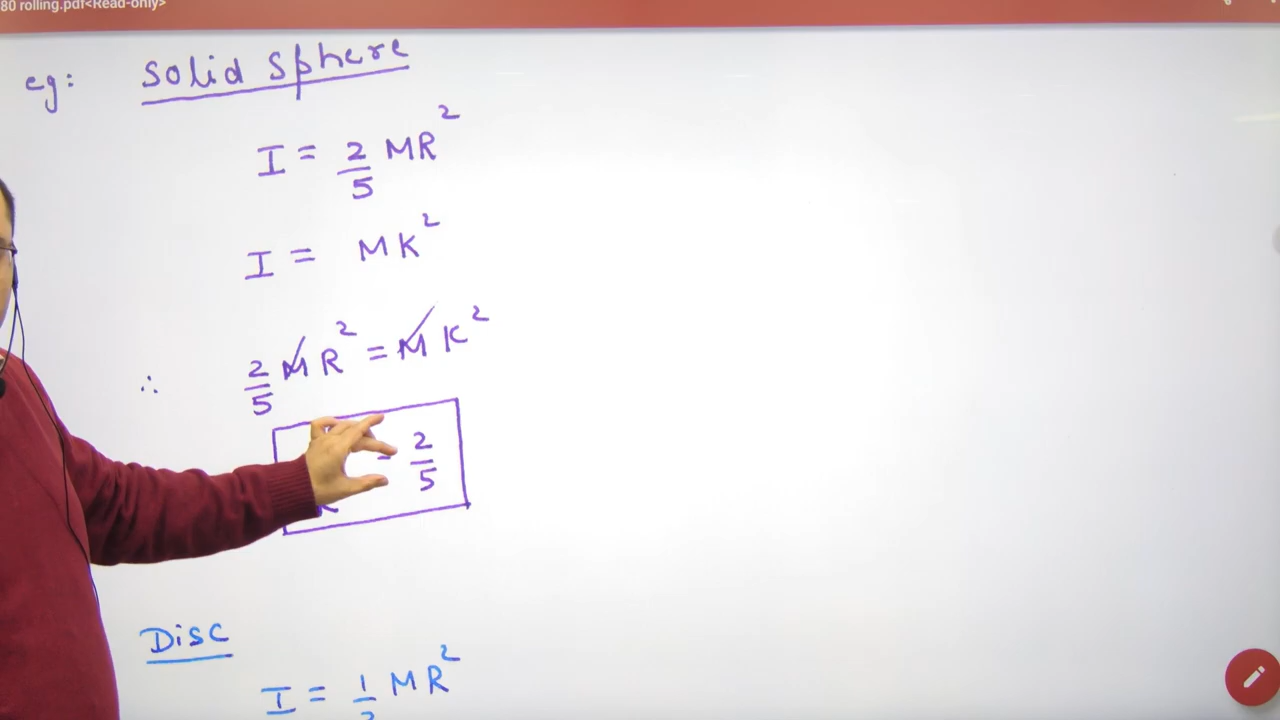 80 rolling.pdf<Read-only>
eg: Solid Sphere
I = 2/5 MR²
I = MK²
∴ 2/5 MR² = MK²
= 2/5
Disc
I = 1/2 MR²